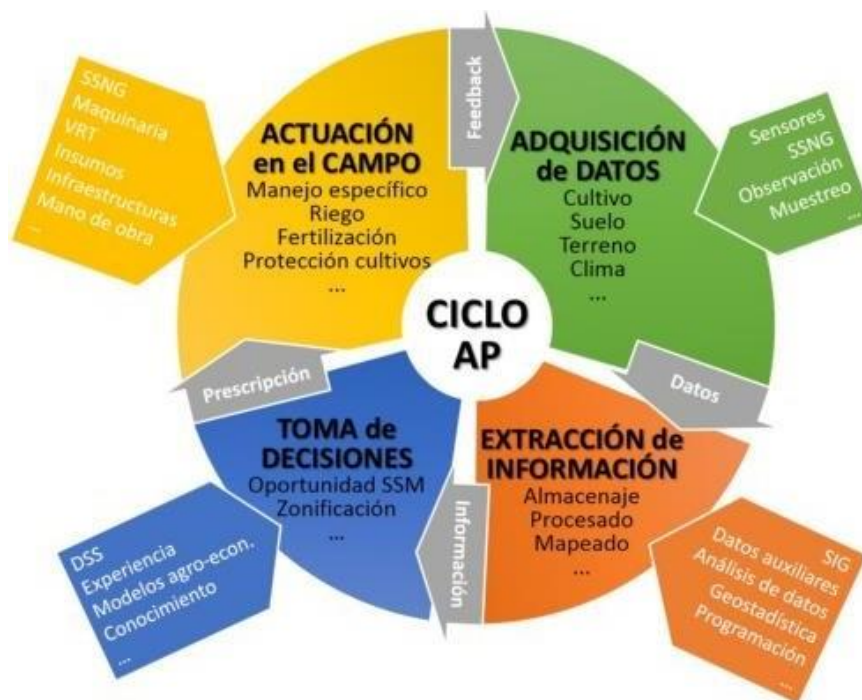 SSNG
Maquinaria
VRT
Insumos
Infraestructuras
Mano de obra
...
ACTUACIÓN
en el CAMPO
Manejo específico
Riego
Fertilización
Protección cultivos
...
Feedback
ADQUISICIÓN
de DATOS
Cultivo
Suelo
Terreno
Clima
...
Sensores
SSNG
Observación
Muestreo
...
CICLO
AP
Prescripción
Datos
TOMA de
DECISIONES
Oportunidad SSM
Zonificación
...
Información
EXTRACCIÓN de
INFORMACIÓN
Almacenaje
Procesado
Mapeado
...
DSS
Experiencia
Modelos agro-econ.
Conocimiento
...
SIG
Datos auxiliares
Análisis de datos
Geostadística
Programación
...